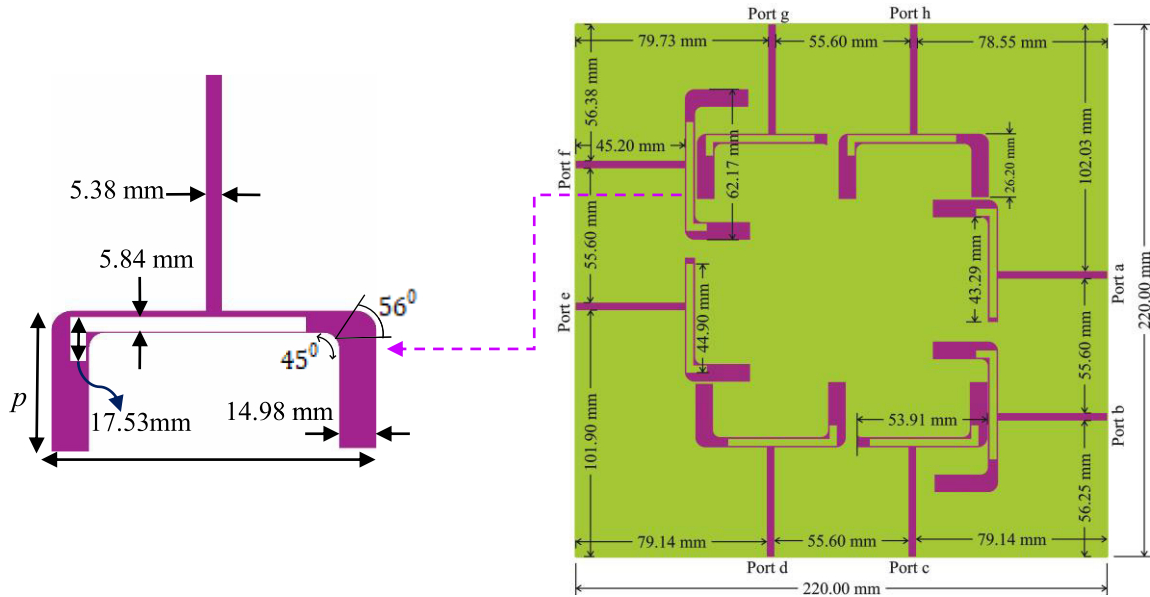 5.38 mm
5.84 mm
56⁰
45⁰
p
17.53mm
14.98 mm
Port g
Port h
79.73 mm
55.60 mm
78.55 mm
56.38 mm
62.17 mm
45.20 mm
26.20 mm
102.03 mm
Port f
55.60 mm
43.29 mm
Port a
220.00 mm
Port e
44.90 mm
55.60 mm
101.90 mm
53.91 mm
Port b
56.25 mm
79.14 mm
55.60 mm
79.14 mm
Port d
Port c
220.00 mm